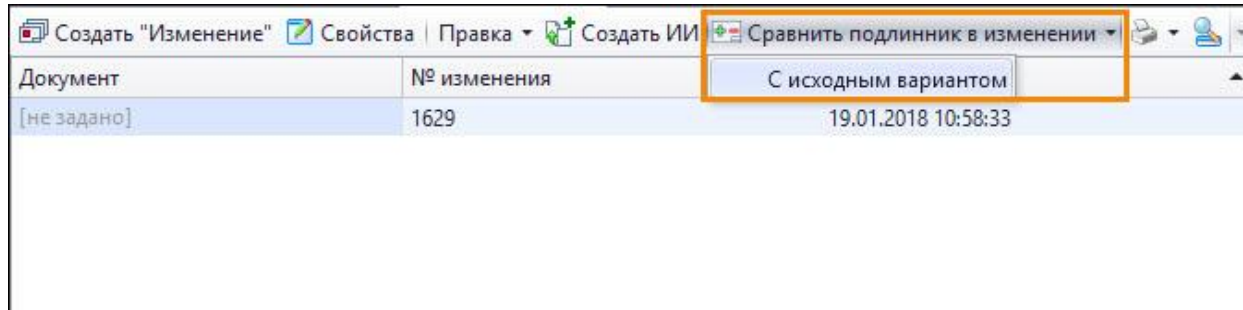 Создать "Изменение" Свойства Правка Создать ИИ Сравнить подлинник в изменении
Документ № изменения С исходным вариантом
[не задано] 1629 19.01.2018 10:58:33